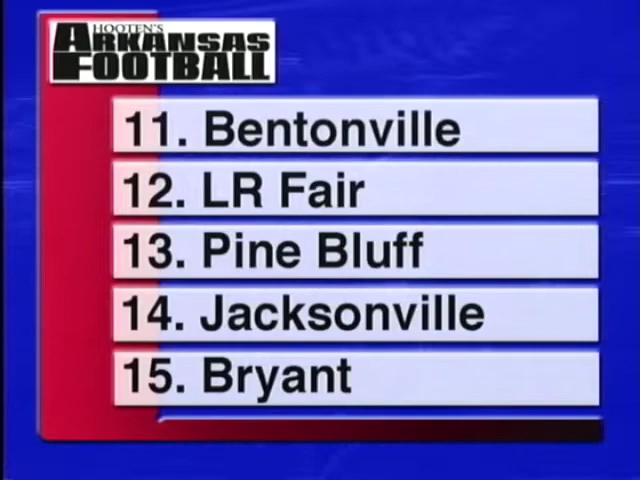 HOOTEN'S
ARKANSAS
FOOTBALL
11. Bentonville
12. LR Fair
13. Pine Bluff
14. Jacksonville
15. Bryant